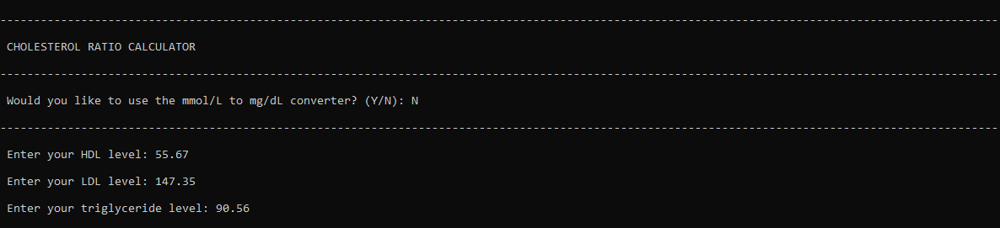 CHOLESTEROL RATIO CALCULATOR
Would you like to use the mmol/L to mg/dL converter? (Y/N): N
Enter your HDL level: 55.67
Enter your LDL level: 147.35
Enter your triglyceride level: 90.56